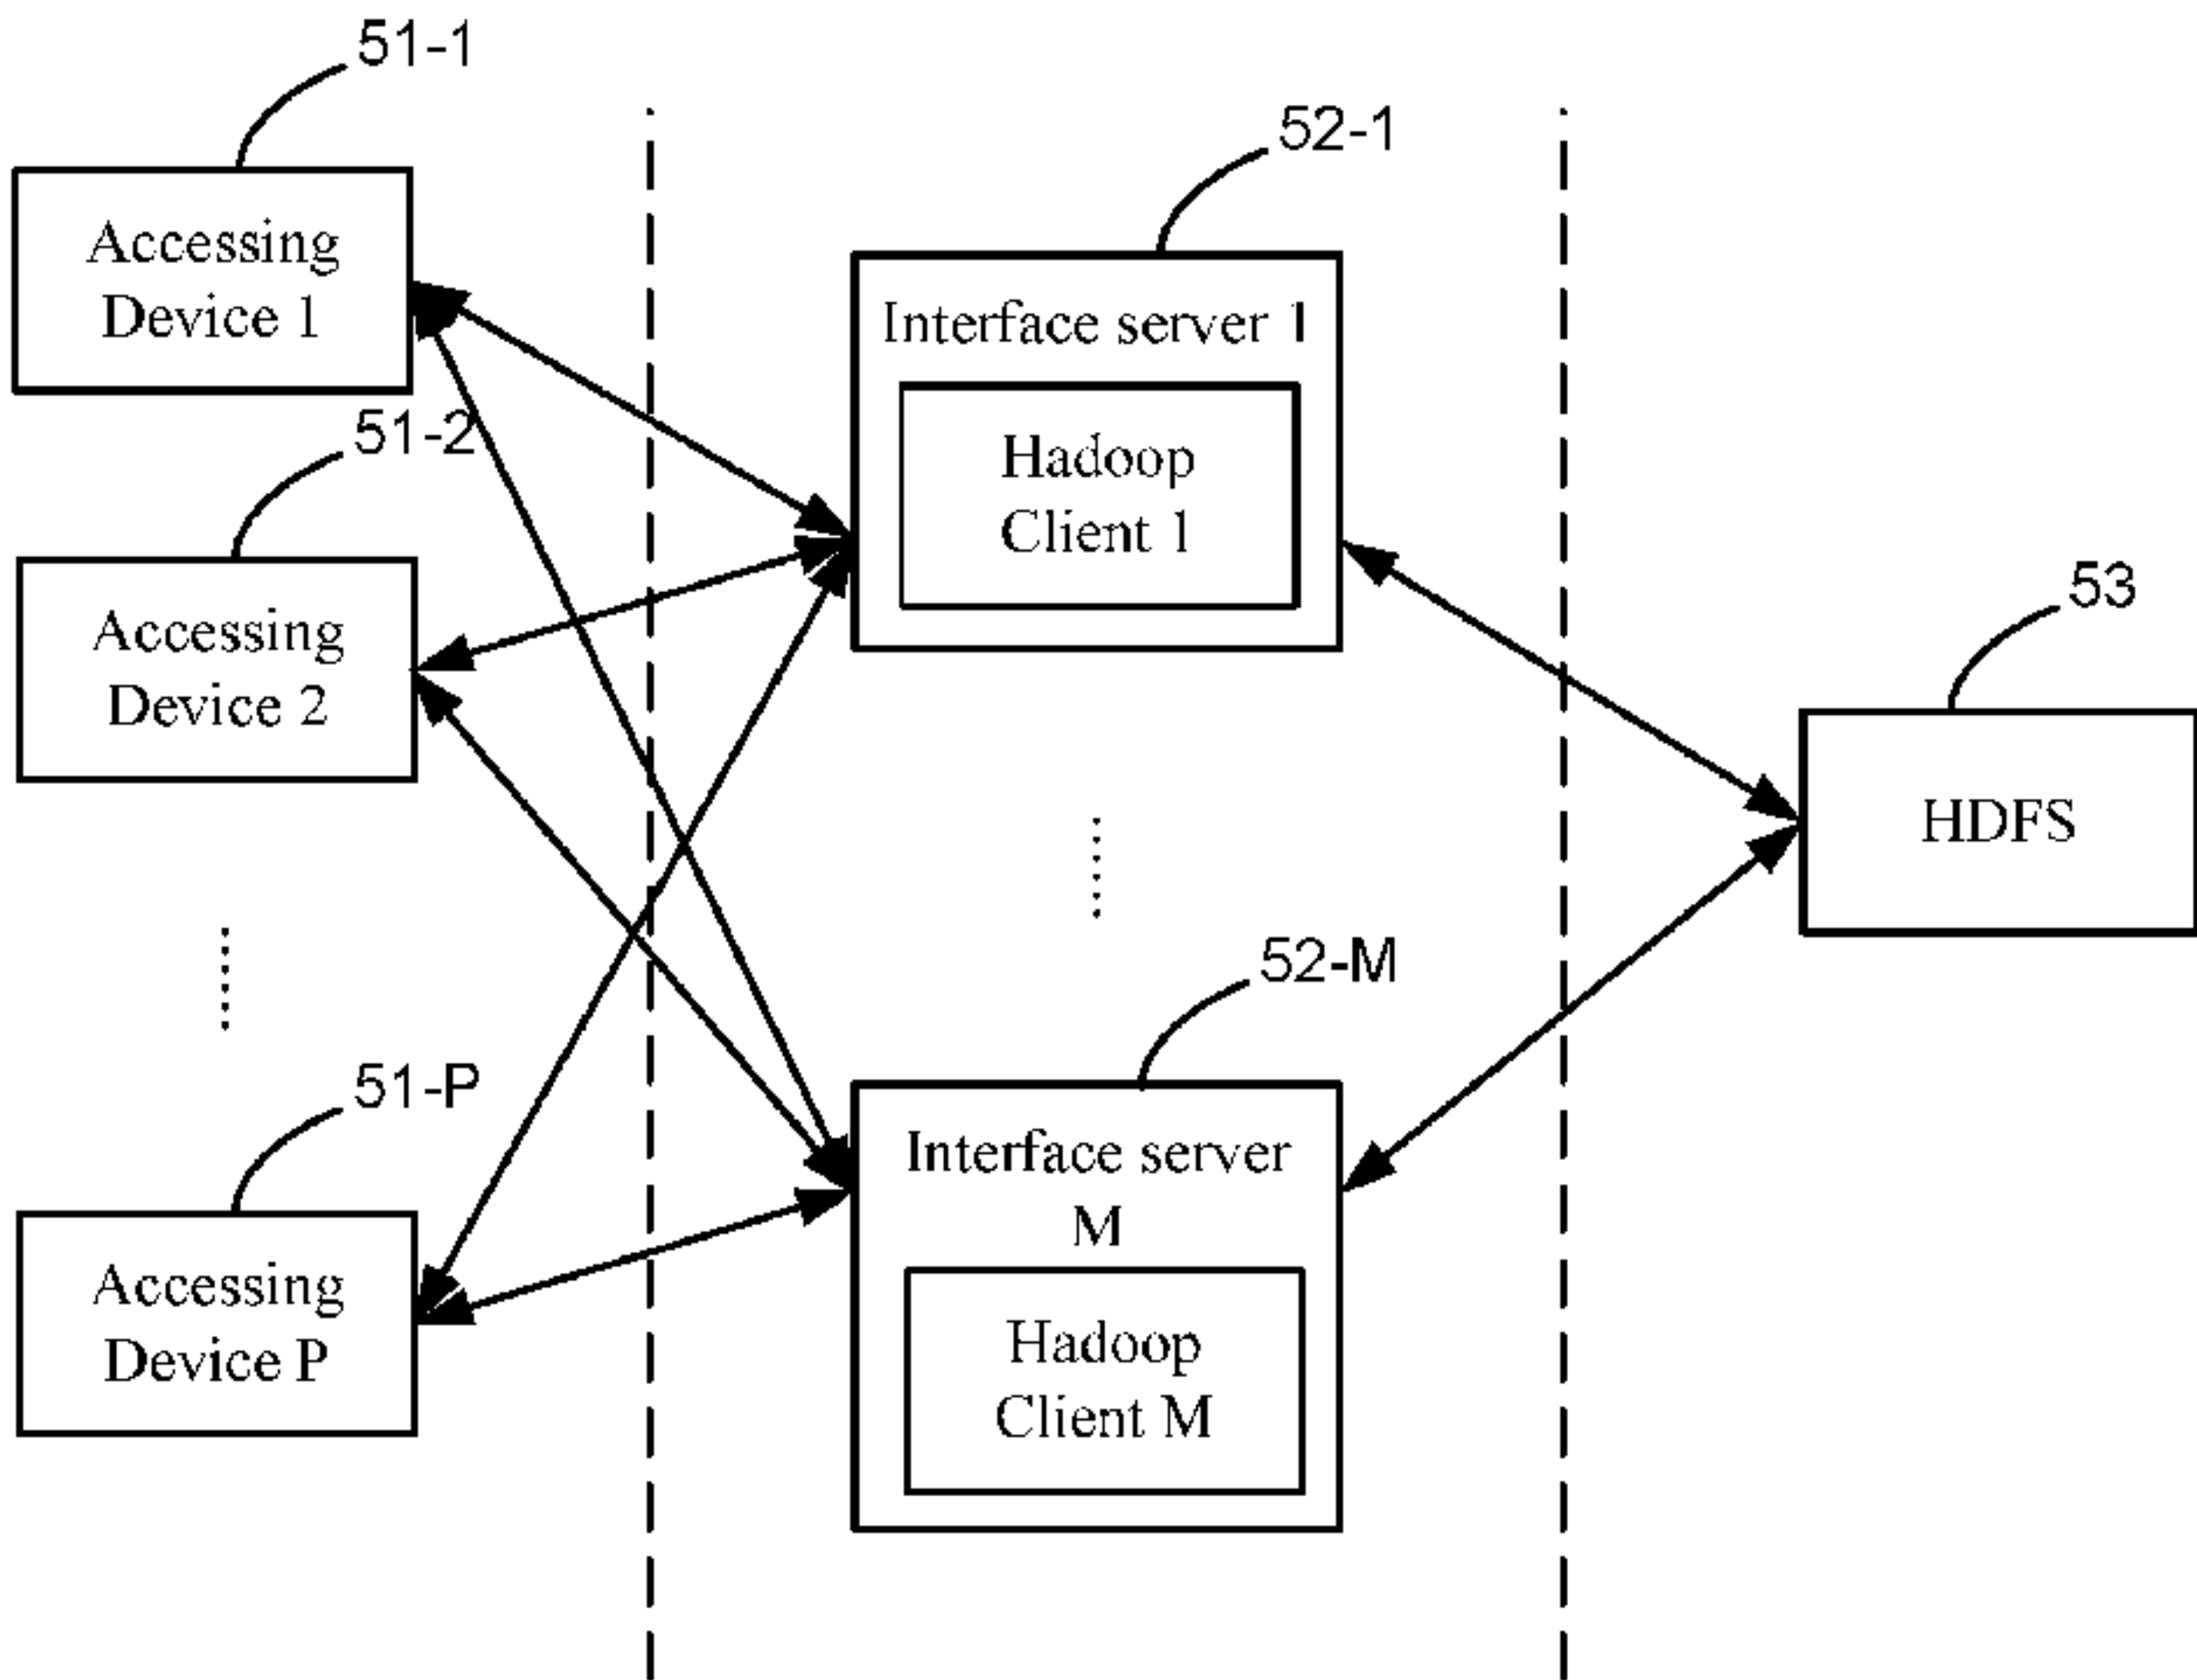 51-1
Accessing
Device 1
51-2
Accessing
Device 2
51-P
Accessing
Device P
52-1
Interface server 1
Hadoop
Client 1
52-M
Interface server
M
Hadoop
Client M
53
HDFS